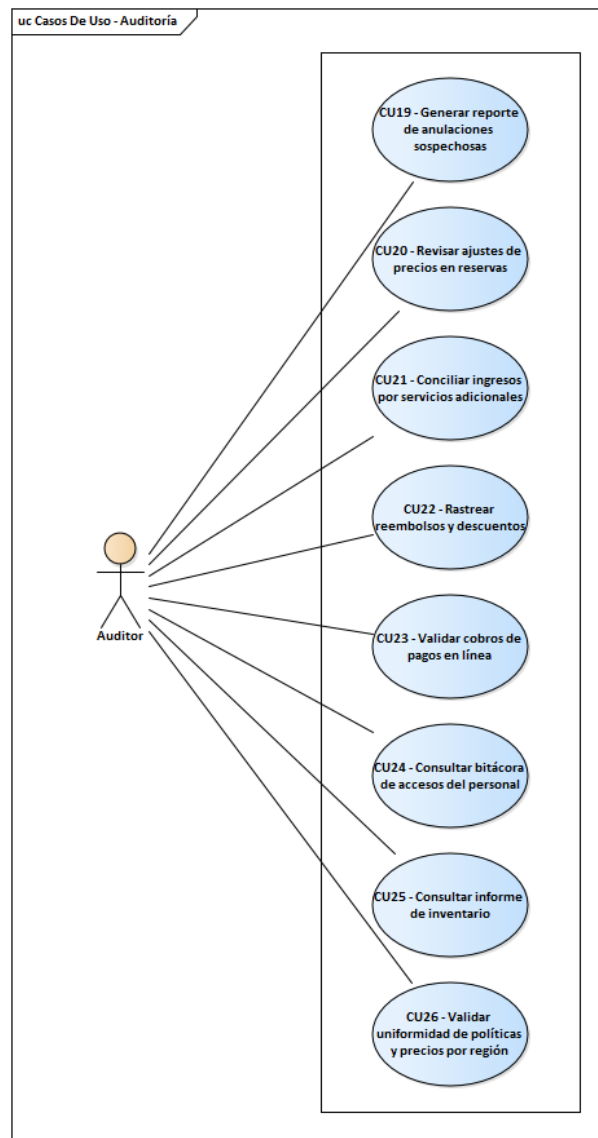 uc Casos De Uso - Auditoría
CU19 - Generar reporte
de anulaciones
sospechosas
CU20 - Revisar ajustes de
precios en reservas
CU21 - Conciliar ingresos
por servicios adicionales
CU22 - Rastrear
reembolsos y descuentos
Auditor
CU23 - Validar cobros de
pagos en línea
CU24 - Consultar bitácora
de accesos del personal
CU25 - Consultar informe
de inventario
CU26 - Validar
uniformidad de políticas
y precios por región